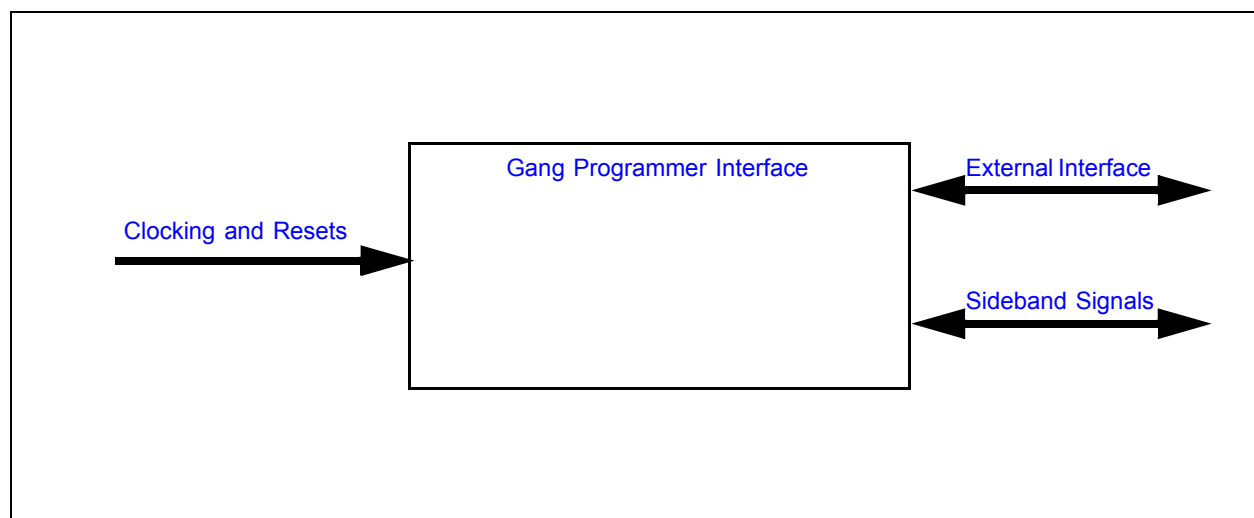 Gang Programmer Interface
External Interface
Clocking and Resets
Sideband Signals